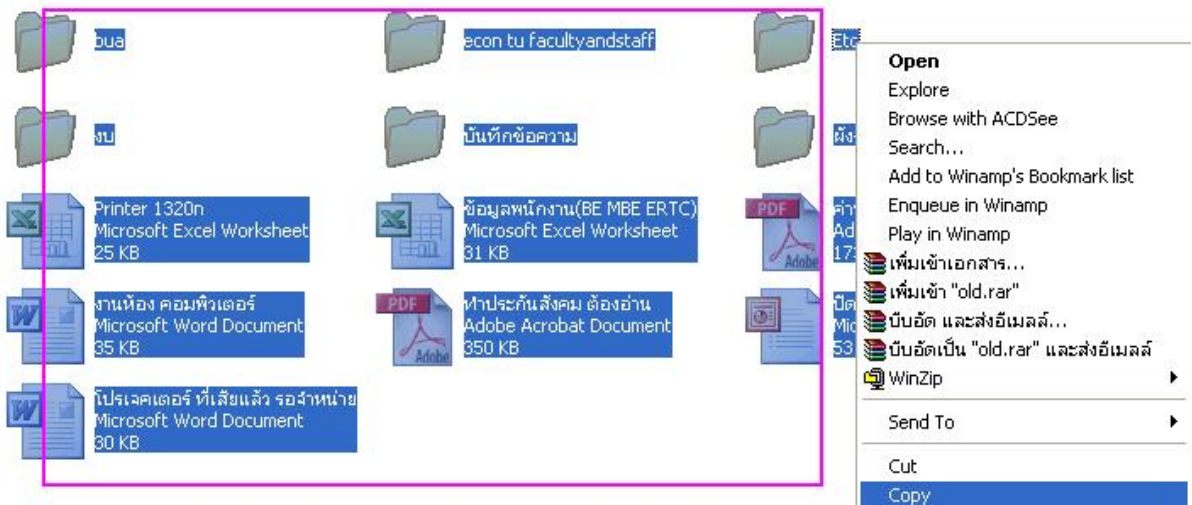 bua
econ tu facultyandstaff
Etc
งบ
บันทึกข้อความ
ผัง
Printer 1320n
Microsoft Excel Worksheet
25 KB
ข้อมูลพนักงาน(BE MBE ERTC)
Microsoft Excel Worksheet
31 KB
PDF
Adobe
งานห้อง คอมพิวเตอร์
Microsoft Word Document
35 KB
PDF
Adobe
ทำประกันสังคม ต้องอ่าน
Adobe Acrobat Document
350 KB
53
โปรเจคเตอร์ ที่เสียแล้ว รอจำหน่าย
Microsoft Word Document
30 KB
Open
Explore
Browse with ACDSee
Search...
Add to Winamp's Bookmark list
Enqueue in Winamp
Play in Winamp
เพิ่มเข้าเอกสาร...
เพิ่มเข้า "old.rar"
บีบอัด และส่งอีเมลล์...
บีบอัดเป็น "old.rar" และส่งอีเมลล์
WinZip
Send To
Cut
Copy